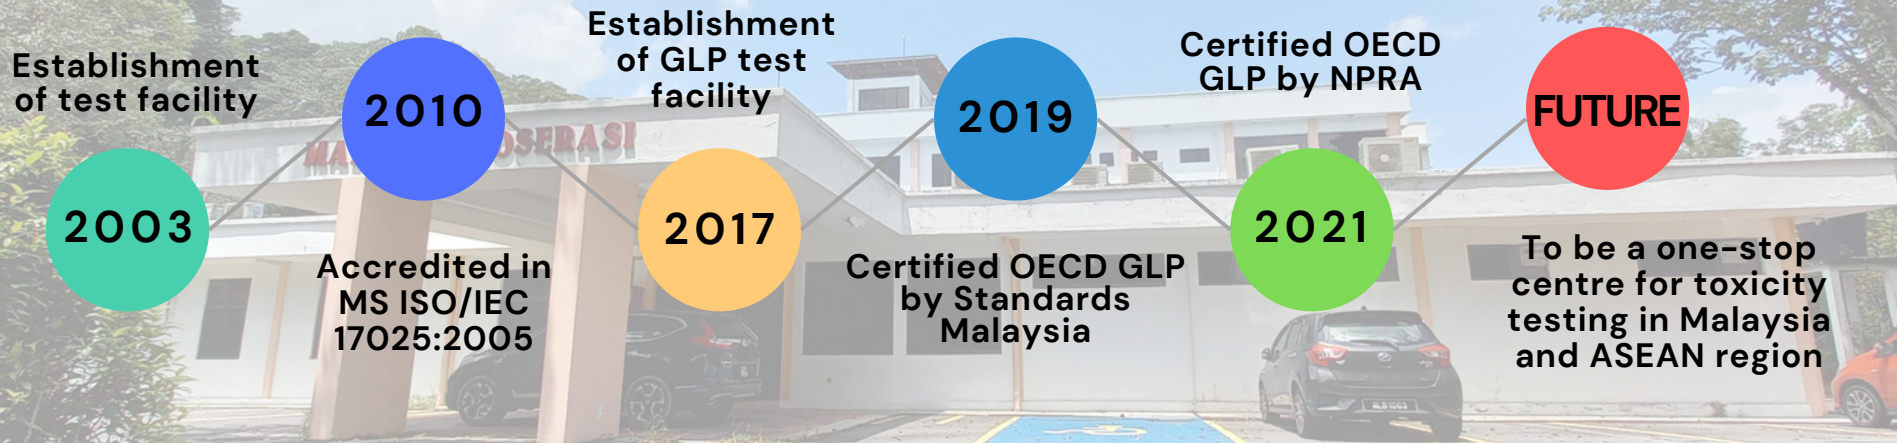 Establishment
of test facility
2003
2010
Accredited in
MS ISO/IEC
17025:2005
Establishment
of GLP test
facility
2017
2019
Certified OECD GLP
by Standards
Malaysia
Certified OECD
GLP by NPRA
2021
FUTURE
To be a one-stop
centre for toxicity
testing in Malaysia
and ASEAN region